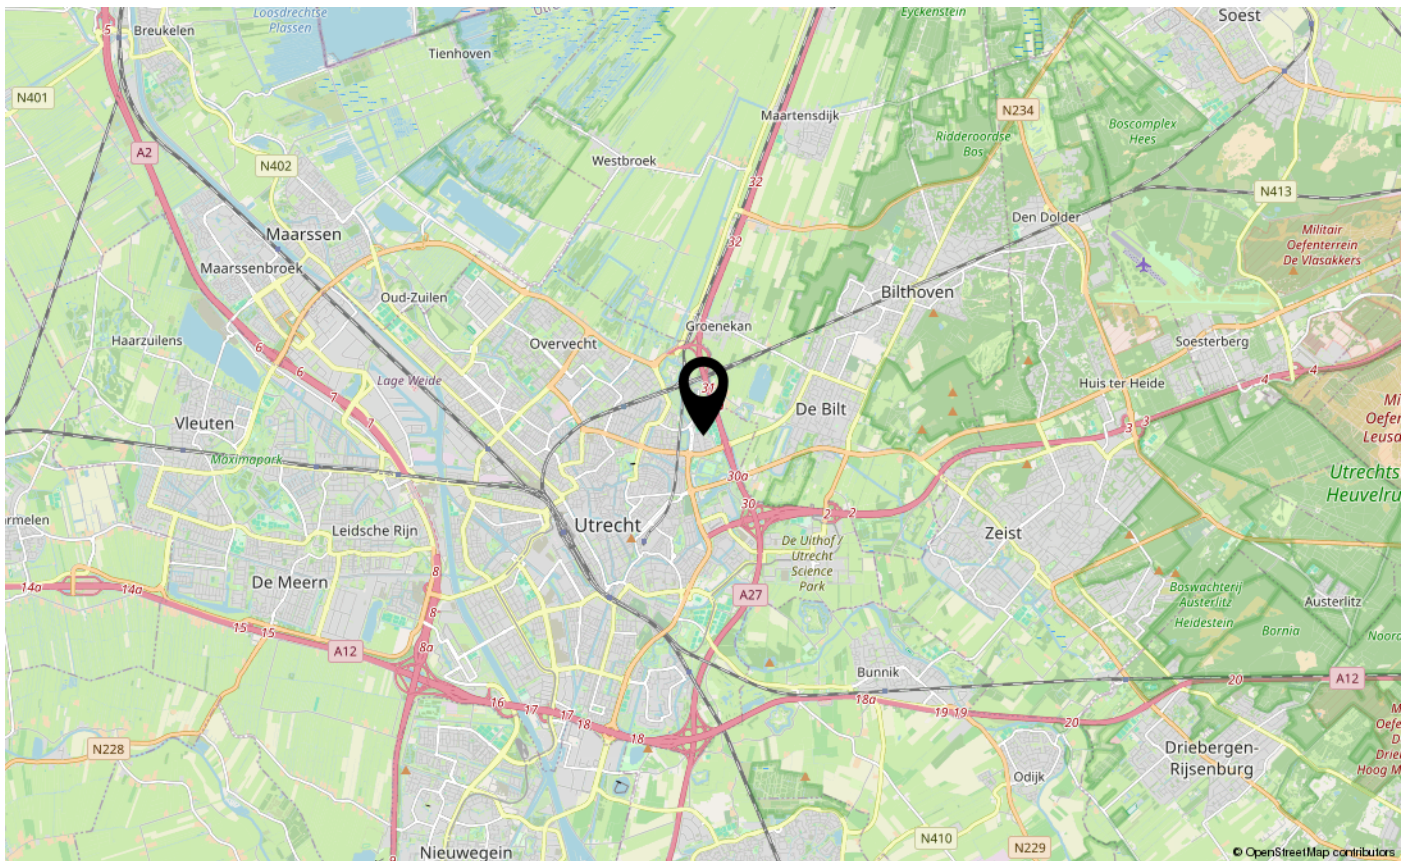 5
Breukelen
Loosdrechtse
Plassen
Tienhoven
Eyckenstein
Soest
N401
A2
N402
Westbroek
Maartensdijk
N234
Boscomplex
Hees
Ridderoordse
Bos
32
N413
Den Dolder
Maarssen
32
Militair
Oefenterrein
De Vlasakkers
Maarssenbroek
Oud-Zuilen
Bilthoven
Groenekan
Haarzuilens
Overvecht
Soesterberg
6
6
Lage Weide
7
7
31
Huis ter Heide
4
4
De Bilt
Vleuten
3
3
Maximapark
30a
Utrechts
Heuvelru
30
2
2
Leidsche Rijn
Utrecht
Zeist
De Uithof /
Utrecht
Science
Park
De Meern
14a
14a
8
8
A27
Boswachterij
Austerlitz
Heidestein
Austerlitz
Bornia
15
15
A12
8a
Bunnik
16
17
17
18
18
18a
19
19
20
20
A12
N228
Driebergen-
Rijsenburg
Odijk
N410
N229
Nieuwegein
© OpenStreetMap contributors